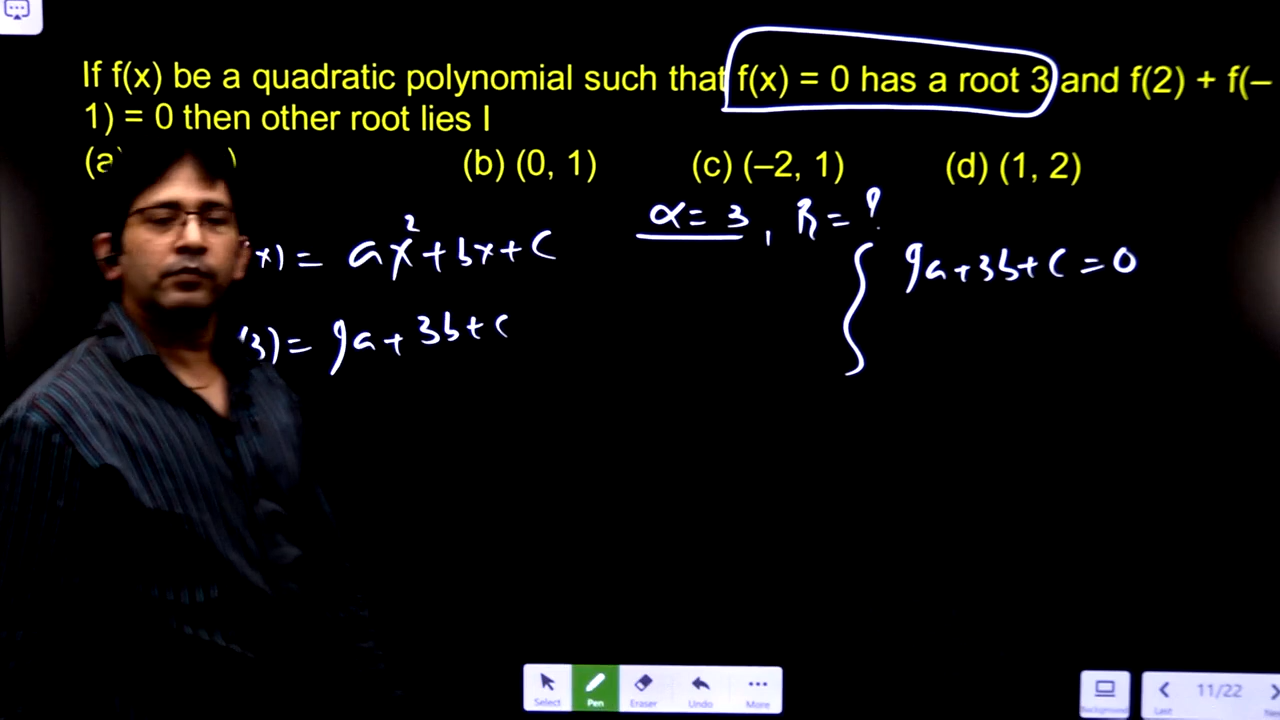 If f(x) be a quadratic polynomial such that f(x) = 0 has a root 3 and f(2) + f(–
1) = 0 then other root lies I
(a) (b) (0, 1) (c) (–2, 1) (d) (1, 2)
α = 3 , β = ?
x) = ax² + bx + c
9a + 3b + c = 0
3) = 9a + 3b + c
Select Pen Eraser Undo More
Background
11/22
Last